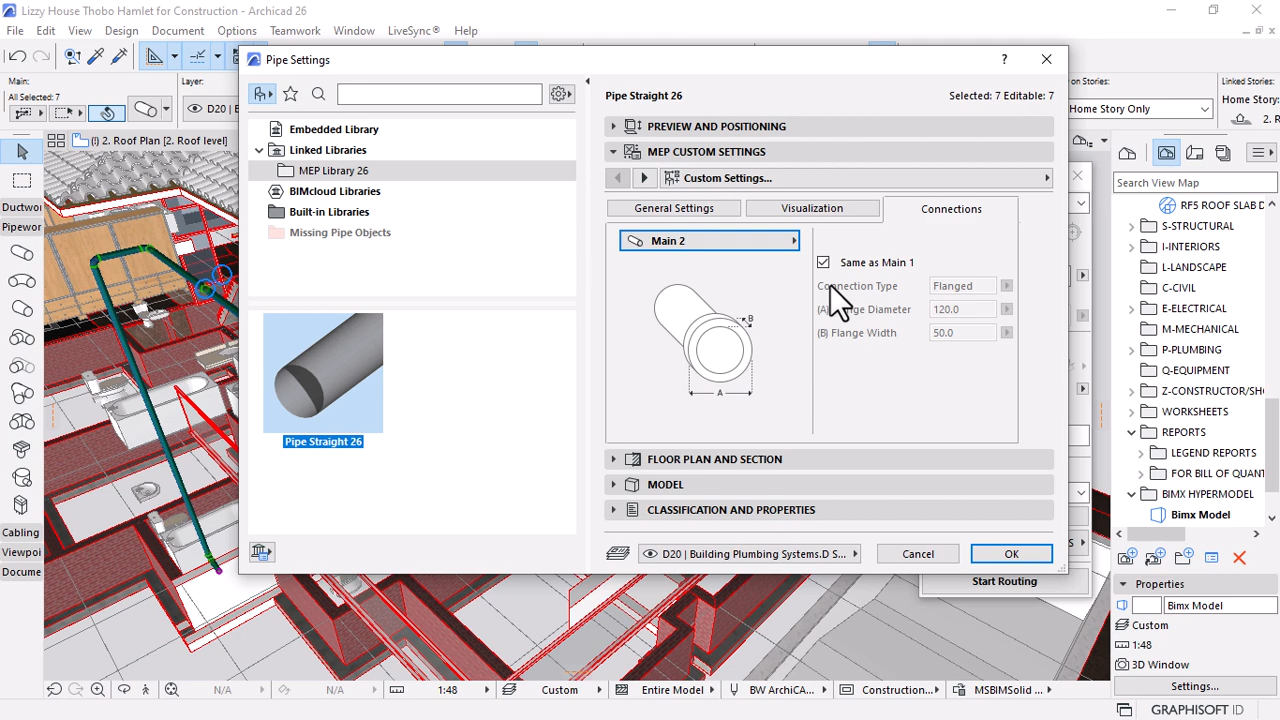 Lizzy House Thobo Hamlet for Construction - Archicad 26
File Edit View Design Document Options Teamwork Window LiveSync® Help
Main:
Layer:
Linked Stories:
All Selected: 7
D20 | B
Home Story Only
Home Story.
2. R
(!) 2. Roof Plan [2. Roof level]
Ductwo
Pipewor
Cabling
Viewpoi
Docume
Pipe Settings
?
Embedded Library
Linked Libraries
MEP Library 26
BIMcloud Libraries
Built-in Libraries
Missing Pipe Objects
Pipe Straight 26
Pipe Straight 26
Selected: 7 Editable: 7
PREVIEW AND POSITIONING
MEP CUSTOM SETTINGS
Custom Settings...
General Settings
Visualization
Connections
Main 2
B
A
Same as Main 1
Connection Type
Flanged
Diameter
120.0
(B) Flange Width
50.0
FLOOR PLAN AND SECTION
MODEL
CLASSIFICATION AND PROPERTIES
D20 | Building Plumbing Systems.D S...
Cancel
OK
S
Start Routing
Search View Map
RF5 ROOF SLAB D
S-STRUCTURAL
I-INTERIORS
L-LANDSCAPE
C-CIVIL
E-ELECTRICAL
M-MECHANICAL
P-PLUMBING
Q-EQUIPMENT
Z-CONSTRUCTOR/SH
WORKSHEETS
REPORTS
LEGEND REPORTS
FOR BILL OF QUANT
BIMX HYPERMODEL
Bimx Model
Properties
Bimx Model
Custom
1:48
3D Window
Settings...
N/A
N/A
1:48
Custom
Entire Model
BW ArchiCA...
Construction...
MSBIMSolid ...
GRAPHISOFT ID